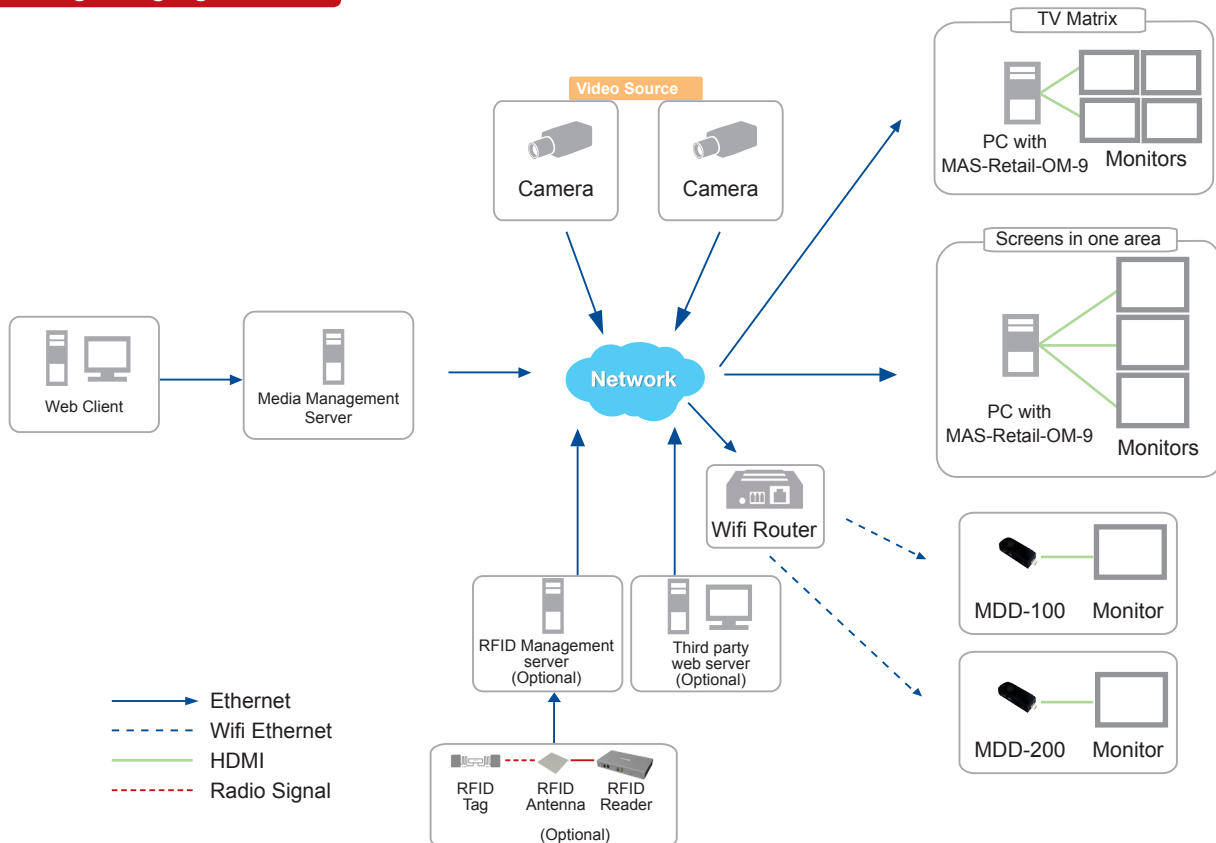 TV Matrix
PC with
MAS-Retail-OM-9
Monitors
Video Source
Camera
Camera
Screens in one area
PC with
MAS-Retail-OM-9
Monitors
Web Client
Media Management
Server
Network
Wifi Router
MDD-100
Monitor
RFID Management
server
(Optional)
Third party
web server
(Optional)
MDD-200
Monitor
Ethernet
Wifi Ethernet
HDMI
Radio Signal
RFID
Tag
RFID
Antenna
RFID
Reader
(Optional)